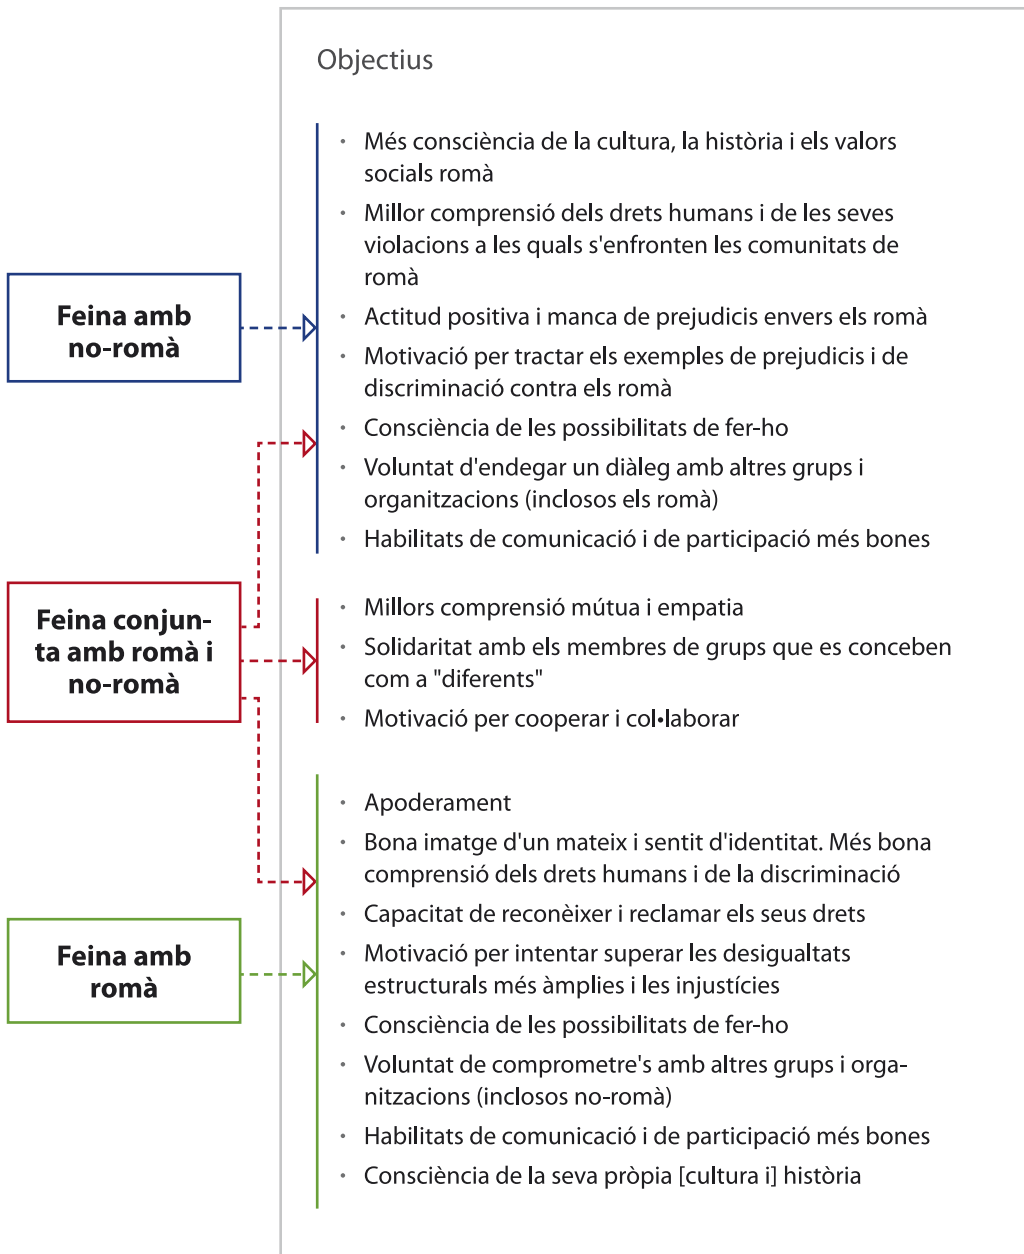 Objectius
· Més consciència de la cultura, la història i els valors
socials romà
· Millor comprensió dels drets humans i de les seves
violacions a les quals s'enfronten les comunitats de
romà
Feina amb
no-romà
· Actitud positiva i manca de prejudicis envers els romà
· Motivació per tractar els exemples de prejudicis i de
discriminació contra els romà
· Consciència de les possibilitats de fer-ho
· Voluntat d'endegar un diàleg amb altres grups i
organitzacions (inclosos els romà)
· Habilitats de comunicació i de participació més bones
Feina conjun-
ta amb romà i
no-romà
· Millors comprensió mútua i empatia
· Solidaritat amb els membres de grups que es conceben
com a "diferents"
· Motivació per cooperar i col•laborar
· Apoderament
· Bona imatge d'un mateix i sentit d'identitat. Més bona
comprensió dels drets humans i de la discriminació
· Capacitat de reconèixer i reclamar els seus drets
Feina amb
romà
· Motivació per intentar superar les desigualtats
estructurals més àmplies i les injustícies
· Consciència de les possibilitats de fer-ho
· Voluntat de comprometre's amb altres grups i orga-
nitzacions (inclosos no-romà)
· Habilitats de comunicació i de participació més bones
· Consciència de la seva pròpia [cultura i] història